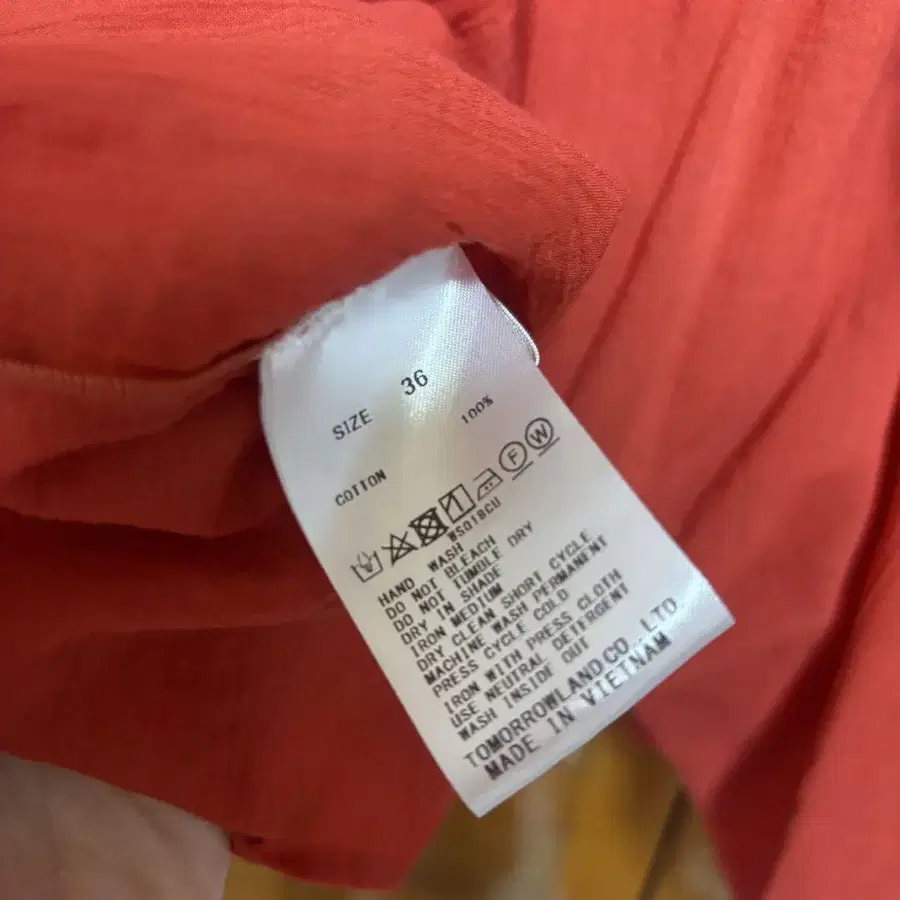 SIZE 36
COTTON 100%
F W
WS018CU
HAND WASH
DO NOT BLEACH
DO NOT TUMBLE DRY
DRY IN SHADE
IRON MEDIUM
DRY CLEAN SHORT CYCLE
MACHINE WASH PERMANENT
PRESS CYCLE COLD
IRON WITH PRESS CLOTH
USE NEUTRAL DETERGENT
WASH INSIDE OUT
TOMORROWLAND CO., LTD
MADE IN VIETNAM